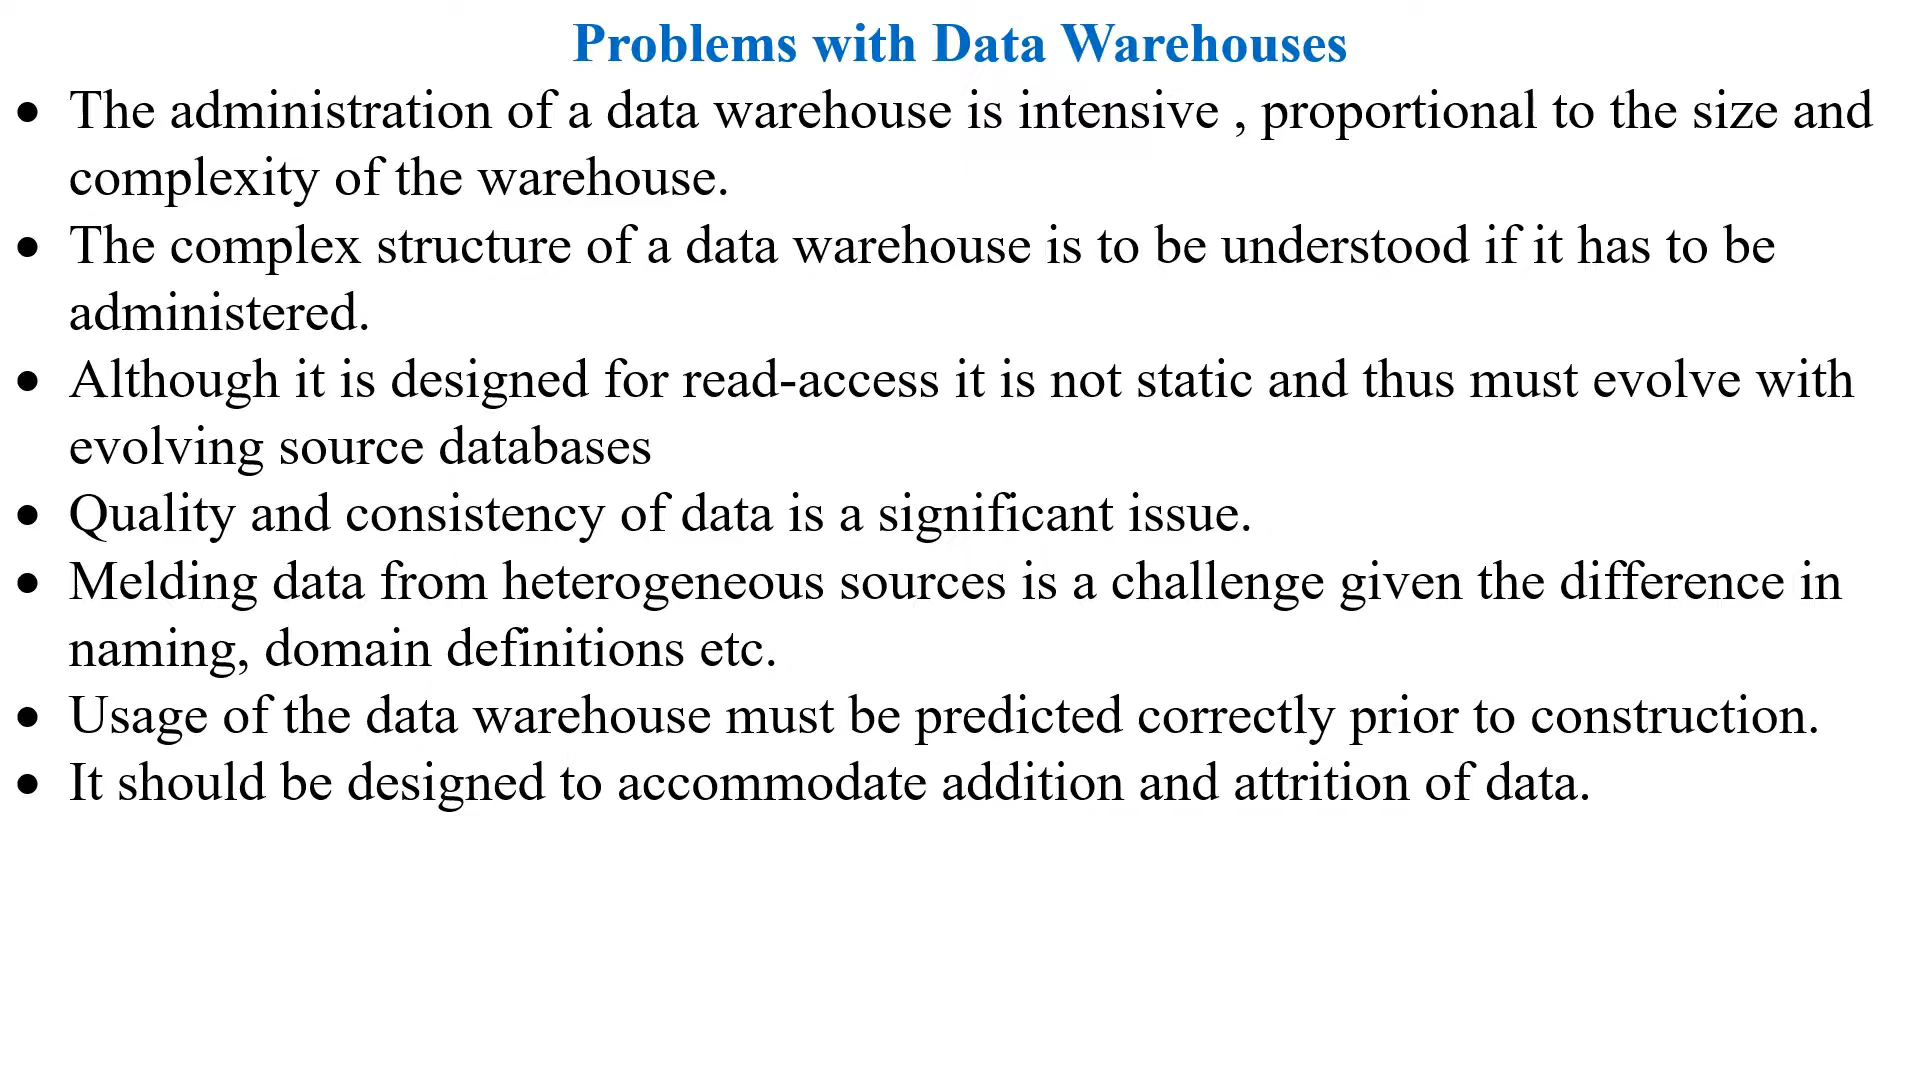 Problems with Data Warehouses
• The administration of a data warehouse is intensive , proportional to the size and
complexity of the warehouse.
• The complex structure of a data warehouse is to be understood if it has to be
administered.
• Although it is designed for read-access it is not static and thus must evolve with
evolving source databases
• Quality and consistency of data is a significant issue.
• Melding data from heterogeneous sources is a challenge given the difference in
naming, domain definitions etc.
• Usage of the data warehouse must be predicted correctly prior to construction.
• It should be designed to accommodate addition and attrition of data.